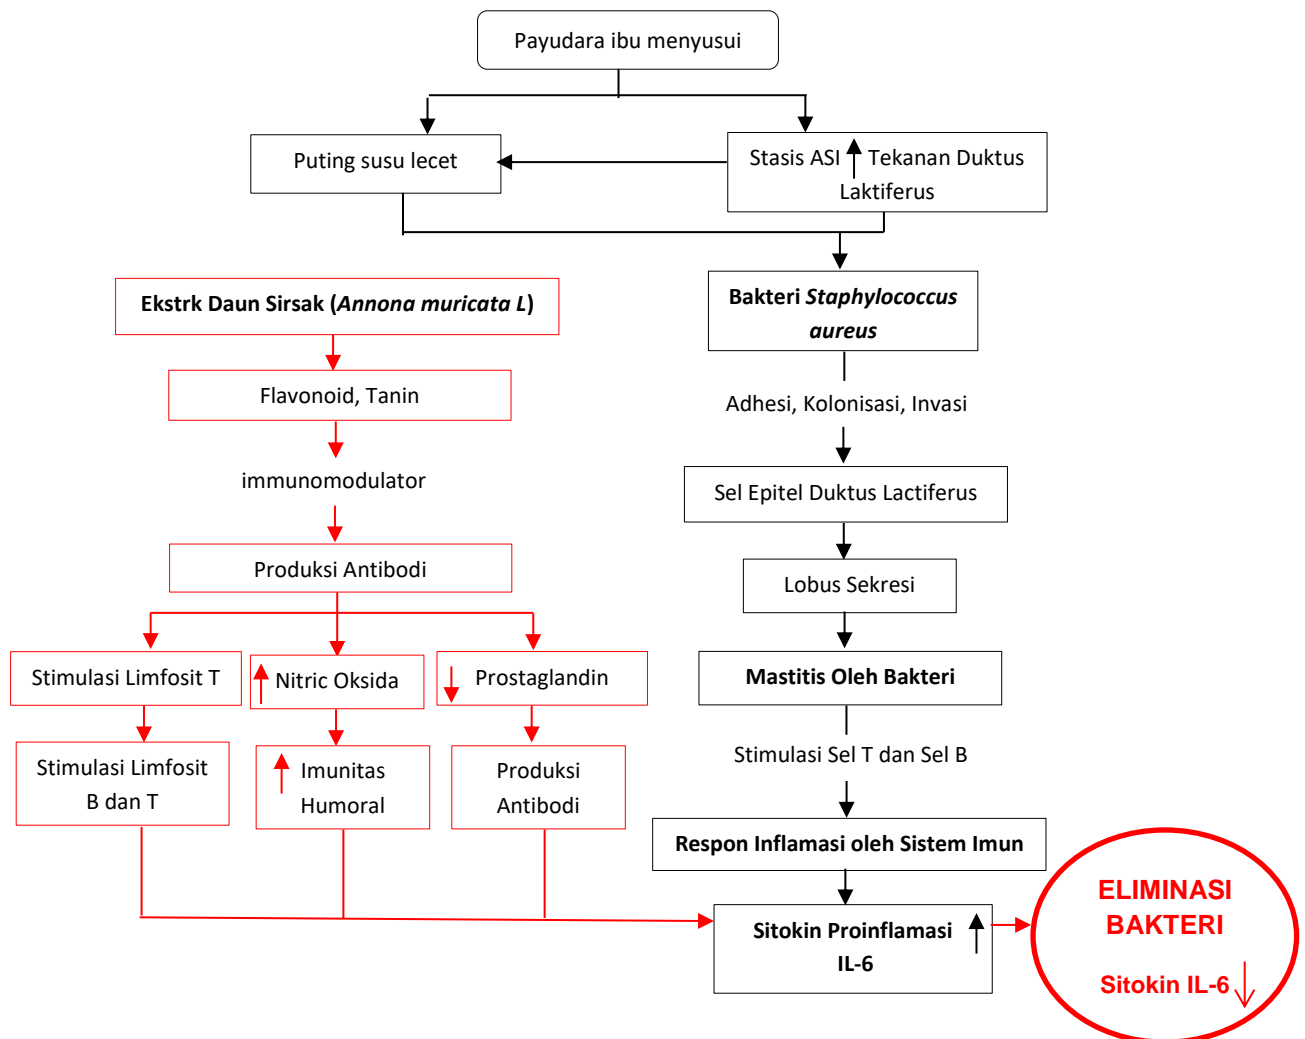 Payudara ibu menyusui
Puting susu lecet
Stasis ASI ↑ Tekanan Duktus
Laktiferus
Ekstrk Daun Sirsak (Annona muricata L)
Bakteri Staphylococcus
aureus
Flavonoid, Tanin
Adhesi, Kolonisasi, Invasi
immunomodulator
Sel Epitel Duktus Lactiferus
Produksi Antibodi
Lobus Sekresi
Stimulasi Limfosit T
↑ Nitric Oksida
↓ Prostaglandin
Mastitis Oleh Bakteri
Stimulasi Limfosit
B dan T
↑ Imunitas
Humoral
Produksi
Antibodi
Stimulasi Sel T dan Sel B
Respon Inflamasi oleh Sistem Imun
Sitokin Proinflamasi ↑
IL-6
ELIMINASI
BAKTERI
Sitokin IL-6 ↓